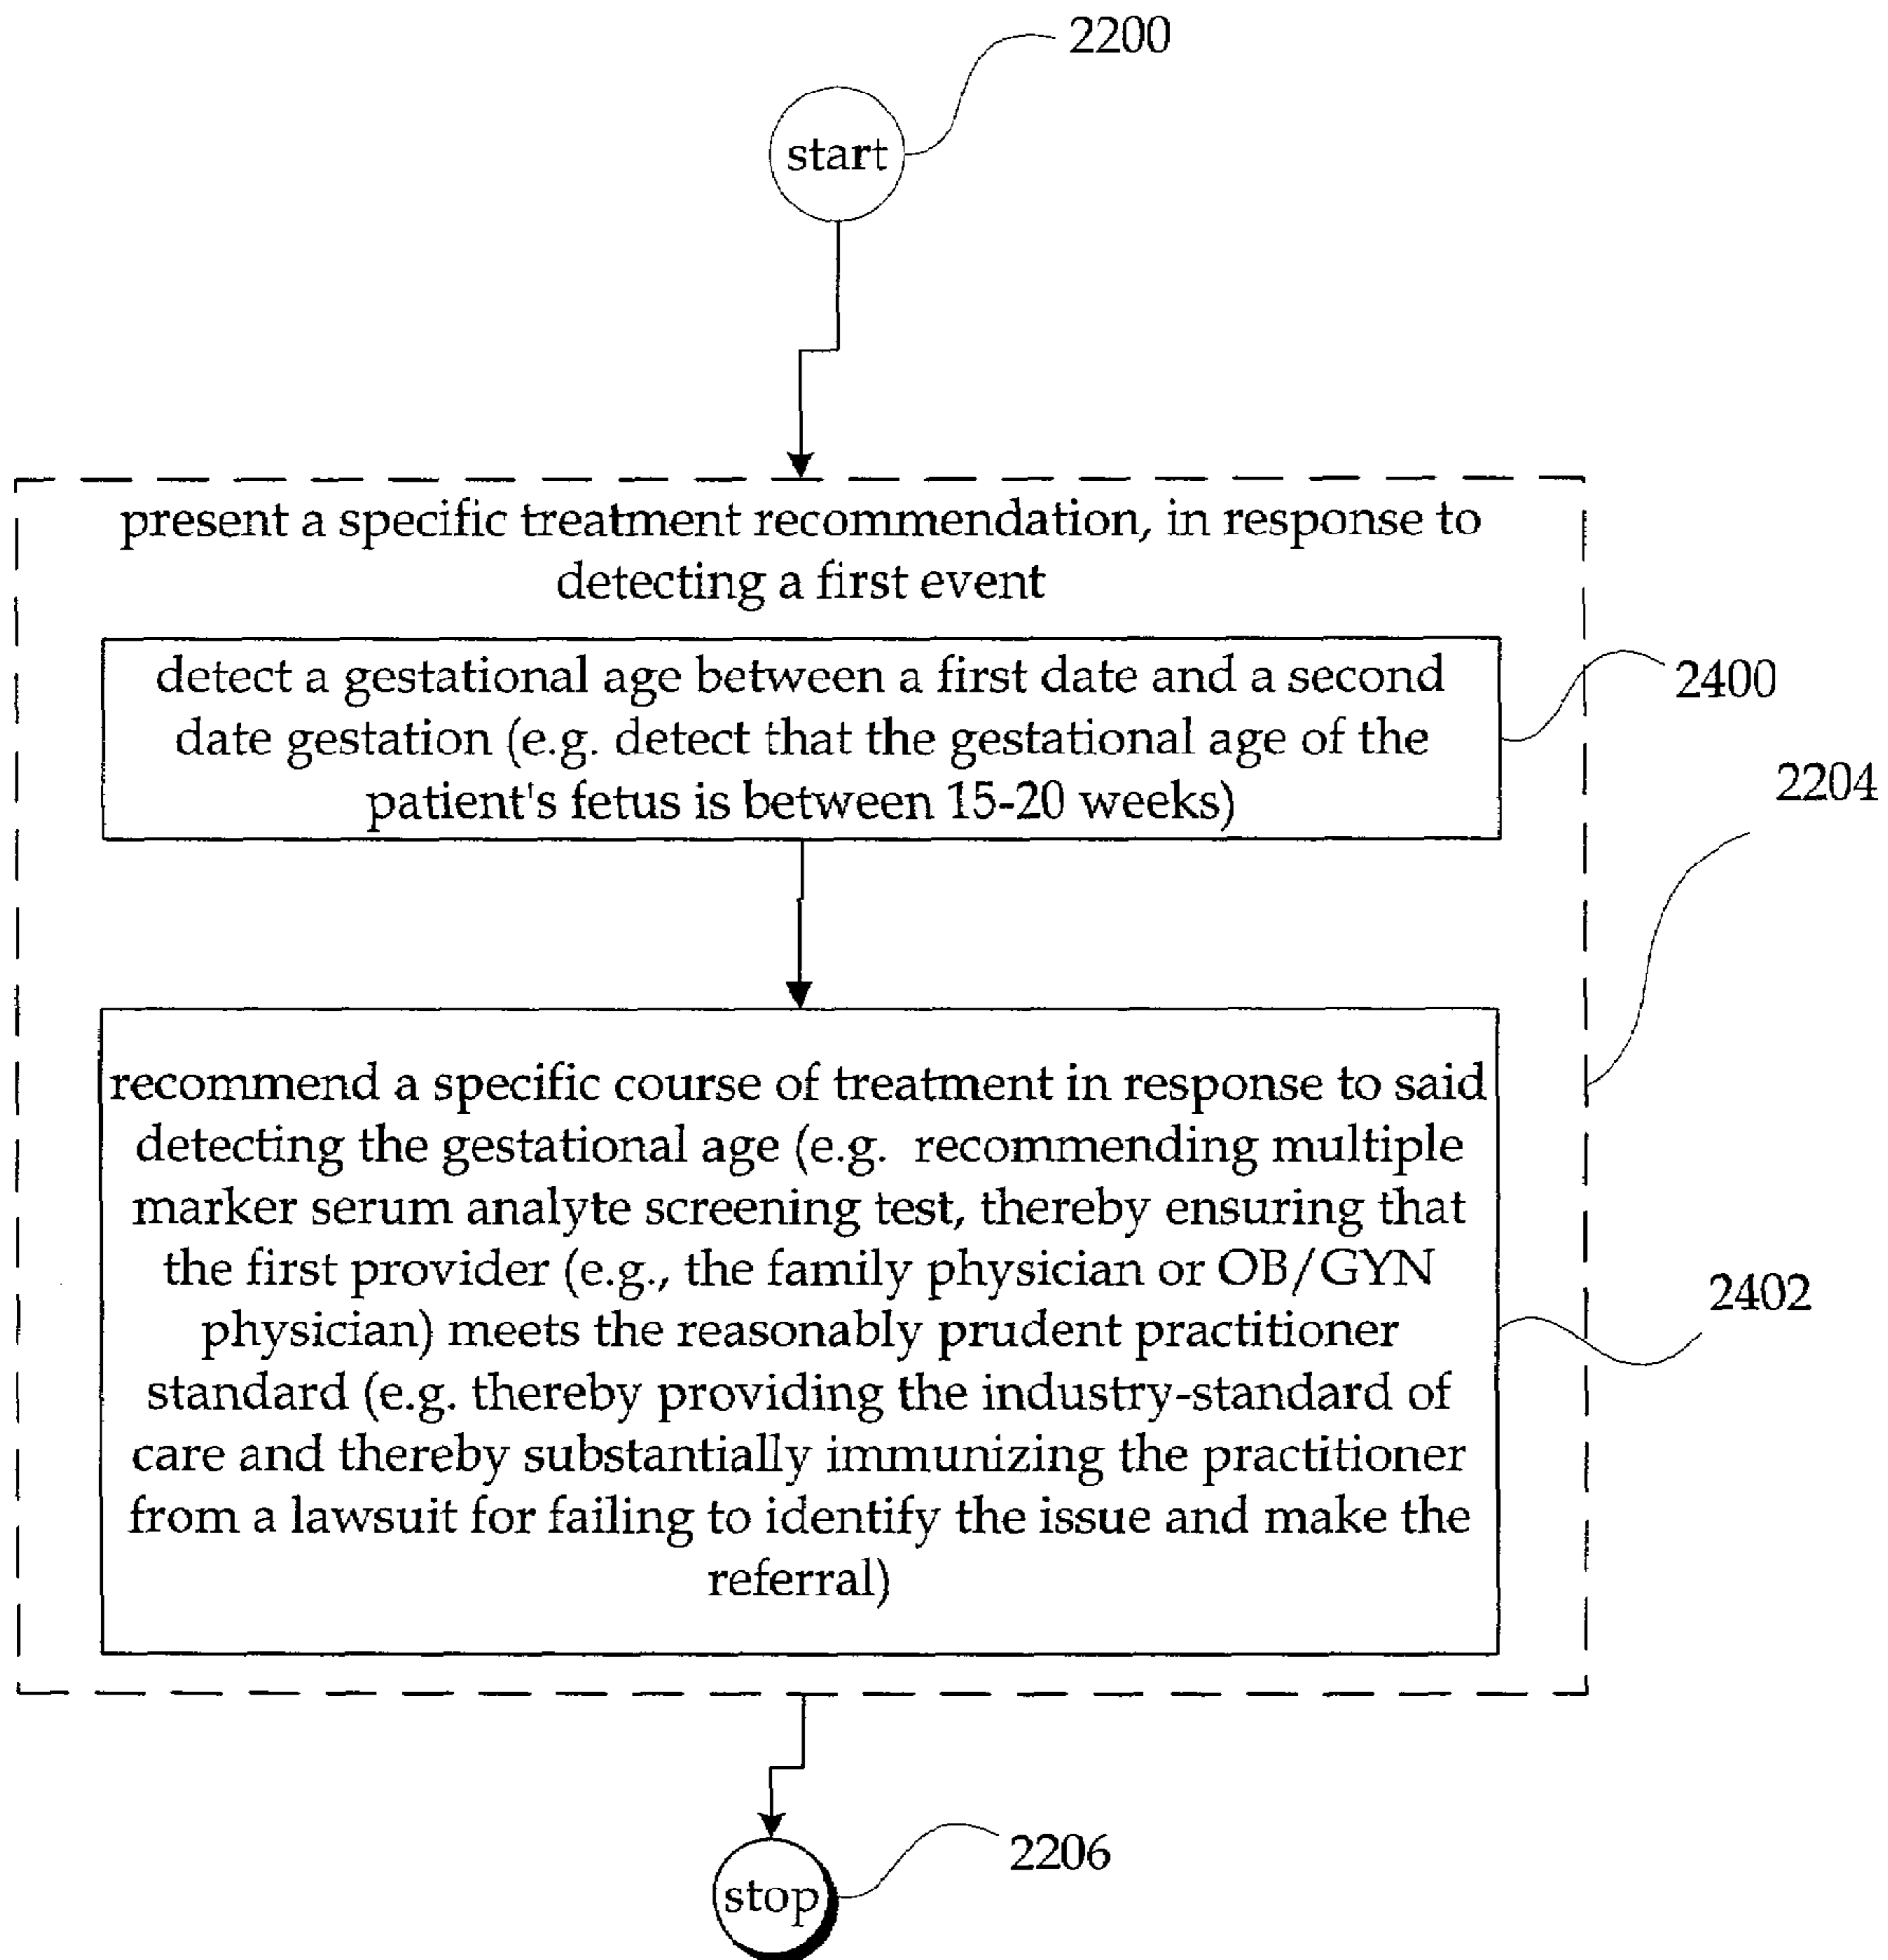 2200
start
present a specific treatment recommendation, in response to
detecting a first event
detect a gestational age between a first date and a second
date gestation (e.g. detect that the gestational age of the
patient's fetus is between 15-20 weeks)
2400
2204
recommend a specific course of treatment in response to said
detecting the gestational age (e.g. recommending multiple
marker serum analyte screening test, thereby ensuring that
the first provider (e.g., the family physician or OB/GYN
physician) meets the reasonably prudent practitioner
standard (e.g. thereby providing the industry-standard of
care and thereby substantially immunizing the practitioner
from a lawsuit for failing to identify the issue and make the
referral)
2402
2206
stop